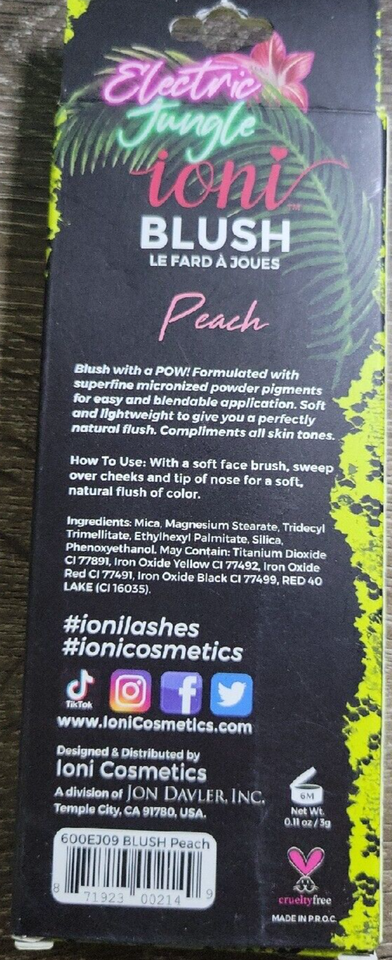 Electric
Jungle
ioni™
BLUSH
LE FARD À JOUES
Peach
Blush with a POW! Formulated with
superfine micronized powder pigments
for easy and blendable application. Soft
and lightweight to give you a perfectly
natural flush. Compliments all skin tones.
How To Use: With a soft face brush, sweep
over cheeks and tip of nose for a soft,
natural flush of color.
Ingredients: Mica, Magnesium Stearate, Tridecyl
Trimellitate, Ethylhexyl Palmitate, Silica,
Phenoxyethanol. May Contain: Titanium Dioxide
CI 77891, Iron Oxide Yellow CI 77492, Iron Oxide
Red CI 77491, Iron Oxide Black CI 77499, RED 40
LAKE (CI 16035).
#ionilashes
#ionicosmetics
TikTok
www.IoniCosmetics.com
Designed & Distributed by
Ioni Cosmetics
A division of JON DAVLER, INC.
Temple City, CA 91780, USA.
6M
Net Wt.
0.11 oz / 3g
600EJ09 BLUSH Peach
8 71923 00214 9
crueltyfree
MADE IN P.R.O.C.